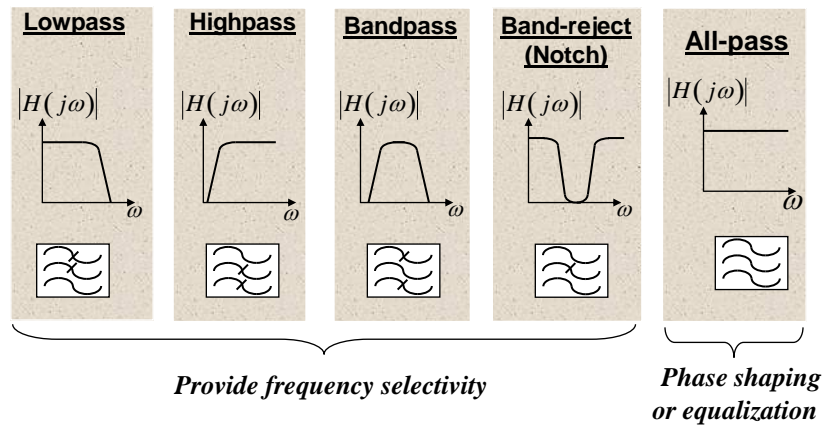 Lowpass
Highpass
Bandpass
Band-reject
(Notch)
All-pass
|H(jω)|
|H(jω)|
|H(jω)|
|H(jω)|
|H(jω)|
ω
ω
ω
ω
ω
Provide frequency selectivity
Phase shaping
or equalization